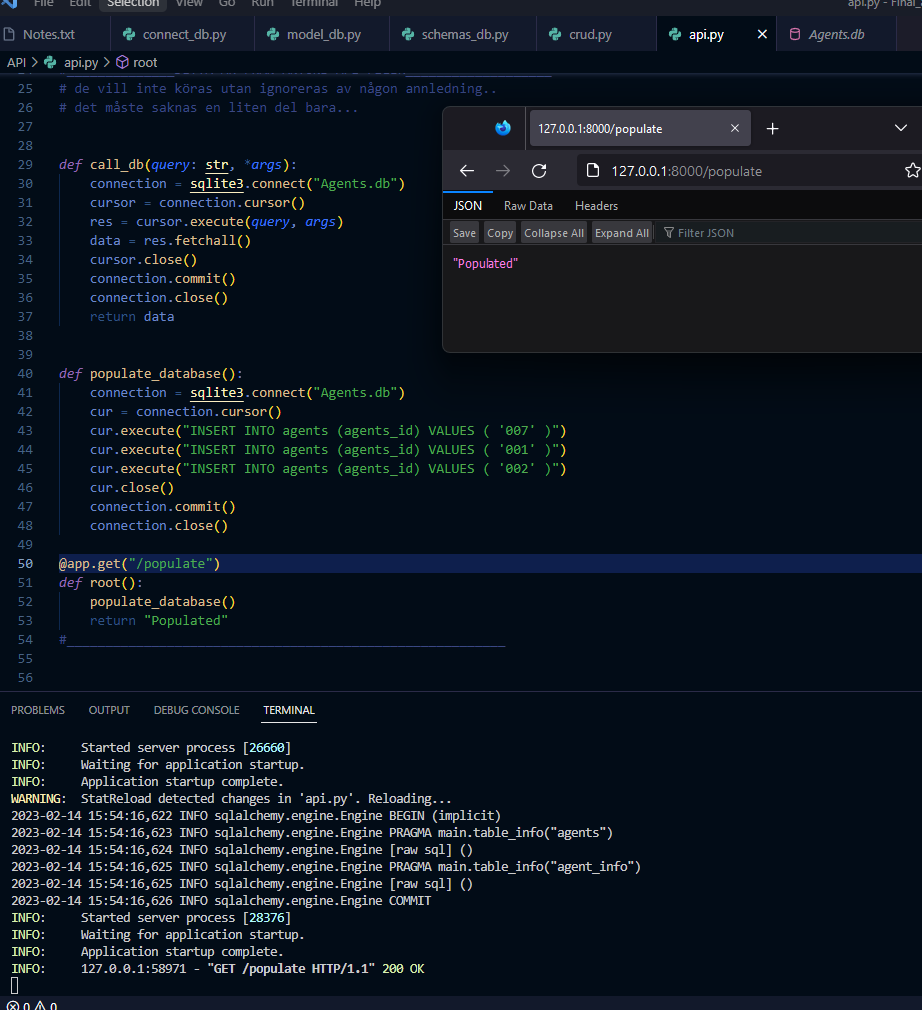 File Edit Selection View Go Run Terminal Help
api.py - Final_
Notes.txt connect_db.py model_db.py schemas_db.py crud.py api.py Agents.db
API > api.py > root
25 # de vill inte köras utan ignoreras av någon annledning..
26 # det måste saknas en liten del bara...
27
28
29 def call_db(query: str, *args):
30 connection = sqlite3.connect("Agents.db")
31 cursor = connection.cursor()
32 res = cursor.execute(query, args)
33 data = res.fetchall()
34 cursor.close()
35 connection.commit()
36 connection.close()
37 return data
38
39
40 def populate_database():
41 connection = sqlite3.connect("Agents.db")
42 cur = connection.cursor()
43 cur.execute("INSERT INTO agents (agents_id) VALUES ( '007' )")
44 cur.execute("INSERT INTO agents (agents_id) VALUES ( '001' )")
45 cur.execute("INSERT INTO agents (agents_id) VALUES ( '002' )")
46 cur.close()
47 connection.commit()
48 connection.close()
49
50 @app.get("/populate")
51 def root():
52 populate_database()
53 return "Populated"
54 #_________________________________________________________
55
56
127.0.0.1:8000/populate
127.0.0.1:8000/populate
JSON Raw Data Headers
Save Copy Collapse All Expand All Filter JSON
"Populated"
PROBLEMS OUTPUT DEBUG CONSOLE TERMINAL
INFO: Started server process [26660]
INFO: Waiting for application startup.
INFO: Application startup complete.
WARNING: StatReload detected changes in 'api.py'. Reloading...
2023-02-14 15:54:16,622 INFO sqlalchemy.engine.Engine BEGIN (implicit)
2023-02-14 15:54:16,623 INFO sqlalchemy.engine.Engine PRAGMA main.table_info("agents")
2023-02-14 15:54:16,624 INFO sqlalchemy.engine.Engine [raw sql] ()
2023-02-14 15:54:16,625 INFO sqlalchemy.engine.Engine PRAGMA main.table_info("agent_info")
2023-02-14 15:54:16,625 INFO sqlalchemy.engine.Engine [raw sql] ()
2023-02-14 15:54:16,626 INFO sqlalchemy.engine.Engine COMMIT
INFO: Started server process [28376]
INFO: Waiting for application startup.
INFO: Application startup complete.
INFO: 127.0.0.1:58971 - "GET /populate HTTP/1.1" 200 OK
0 0